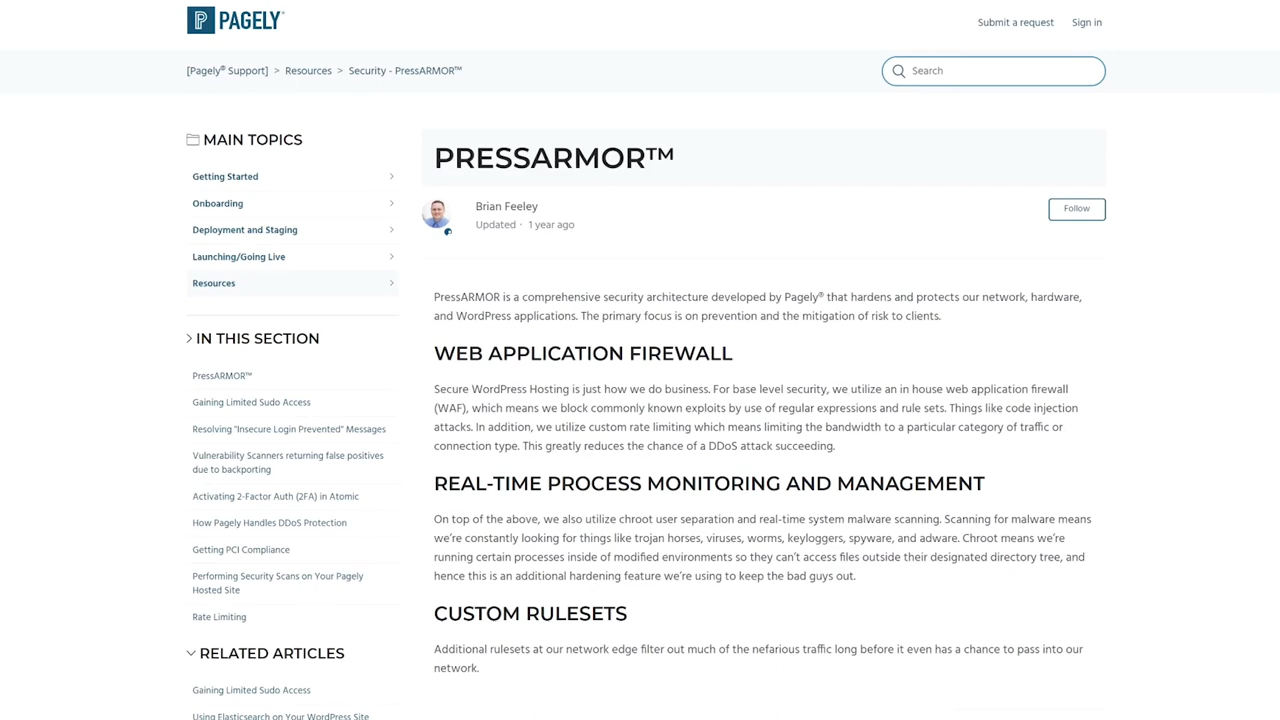 PAGELY®
Submit a request
Sign in
[Pagely® Support] > Resources > Security - PressARMOR™
Search
MAIN TOPICS
Getting Started
Onboarding
Deployment and Staging
Launching/Going Live
Resources
IN THIS SECTION
PressARMOR™
Gaining Limited Sudo Access
Resolving "Insecure Login Prevented" Messages
Vulnerability Scanners returning false positives
due to backporting
Activating 2-Factor Auth (2FA) in Atomic
How Pagely Handles DDoS Protection
Getting PCI Compliance
Performing Security Scans on Your Pagely
Hosted Site
Rate Limiting
RELATED ARTICLES
Gaining Limited Sudo Access
Using Elasticsearch on Your WordPress Site
PRESSARMOR™
Brian Feeley
Updated · 1 year ago
Follow
PressARMOR is a comprehensive security architecture developed by Pagely® that hardens and protects our network, hardware,
and WordPress applications. The primary focus is on prevention and the mitigation of risk to clients.
WEB APPLICATION FIREWALL
Secure WordPress Hosting is just how we do business. For base level security, we utilize an in house web application firewall
(WAF), which means we block commonly known exploits by use of regular expressions and rule sets. Things like code injection
attacks. In addition, we utilize custom rate limiting which means limiting the bandwidth to a particular category of traffic or
connection type. This greatly reduces the chance of a DDoS attack succeeding.
REAL-TIME PROCESS MONITORING AND MANAGEMENT
On top of the above, we also utilize chroot user separation and real-time system malware scanning. Scanning for malware means
we're constantly looking for things like trojan horses, viruses, worms, keyloggers, spyware, and adware. Chroot means we're
running certain processes inside of modified environments so they can't access files outside their designated directory tree, and
hence this is an additional hardening feature we're using to keep the bad guys out.
CUSTOM RULESETS
Additional rulesets at our network edge filter out much of the nefarious traffic long before it even has a chance to pass into our
network.